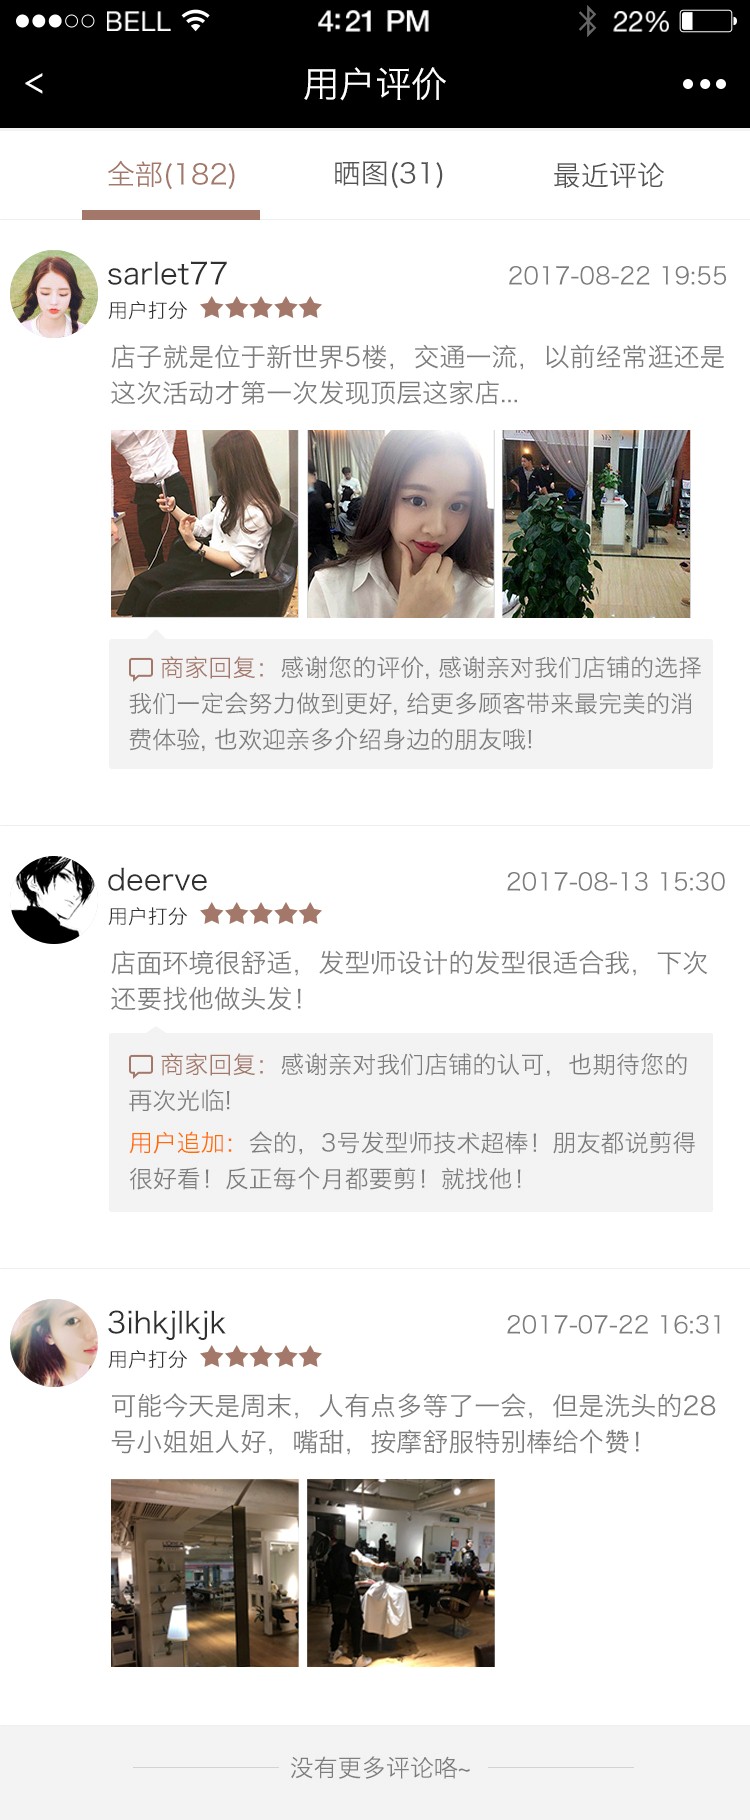 BELL 4:21 PM 22%
< 用户评价
全部(182) 晒图(31) 最近评论
sarlet77 2017-08-22 19:55
用户打分
店子就是位于新世界5楼，交通一流，以前经常逛还是
这次活动才第一次发现顶层这家店...
商家回复：感谢您的评价, 感谢亲对我们店铺的选择
我们一定会努力做到更好, 给更多顾客带来最完美的消
费体验, 也欢迎亲多介绍身边的朋友哦!
deerve 2017-08-13 15:30
用户打分
店面环境很舒适，发型师设计的发型很适合我，下次
还要找他做头发！
商家回复：感谢亲对我们店铺的认可，也期待您的
再次光临!
用户追加：会的，3号发型师技术超棒！朋友都说剪得
很好看！反正每个月都要剪！就找他！
3ihkjlkjk 2017-07-22 16:31
用户打分
可能今天是周末，人有点多等了一会，但是洗头的28
号小姐姐人好，嘴甜，按摩舒服特别棒给个赞！
没有更多评论咯~